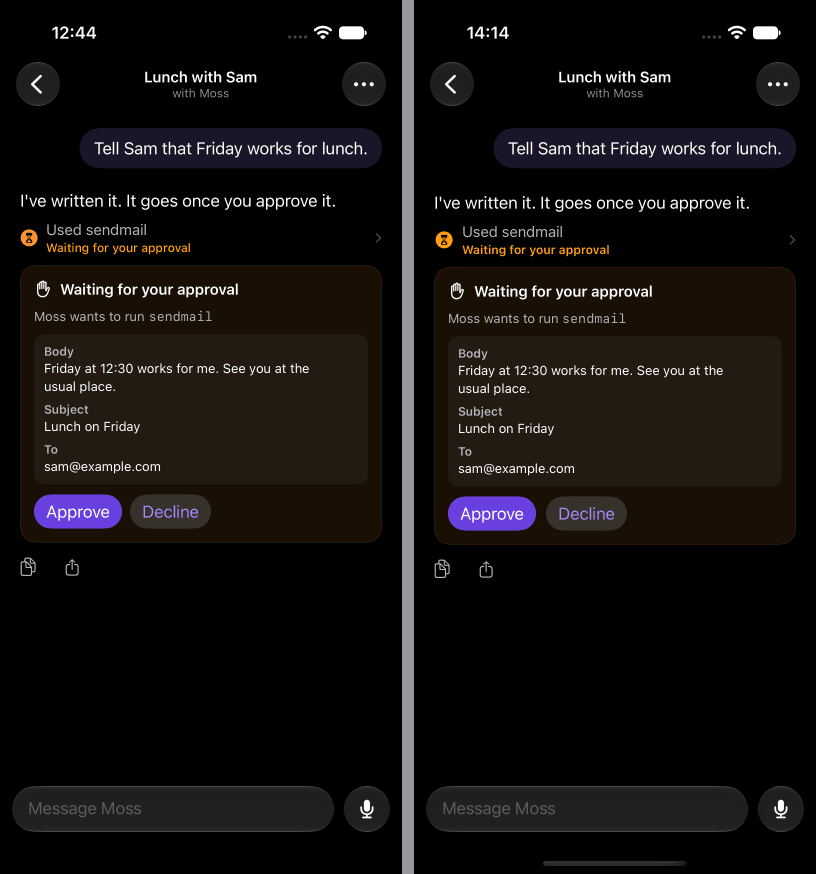 12:44
Lunch with Sam
with Moss
Tell Sam that Friday works for lunch.
I've written it. It goes once you approve it.
Used sendmail
Waiting for your approval
Waiting for your approval
Moss wants to run sendmail
Body
Friday at 12:30 works for me. See you at the
usual place.
Subject
Lunch on Friday
To
sam@example.com
Approve Decline
Message Moss
14:14
Lunch with Sam
with Moss
Tell Sam that Friday works for lunch.
I've written it. It goes once you approve it.
Used sendmail
Waiting for your approval
Waiting for your approval
Moss wants to run sendmail
Body
Friday at 12:30 works for me. See you at the
usual place.
Subject
Lunch on Friday
To
sam@example.com
Approve Decline
Message Moss